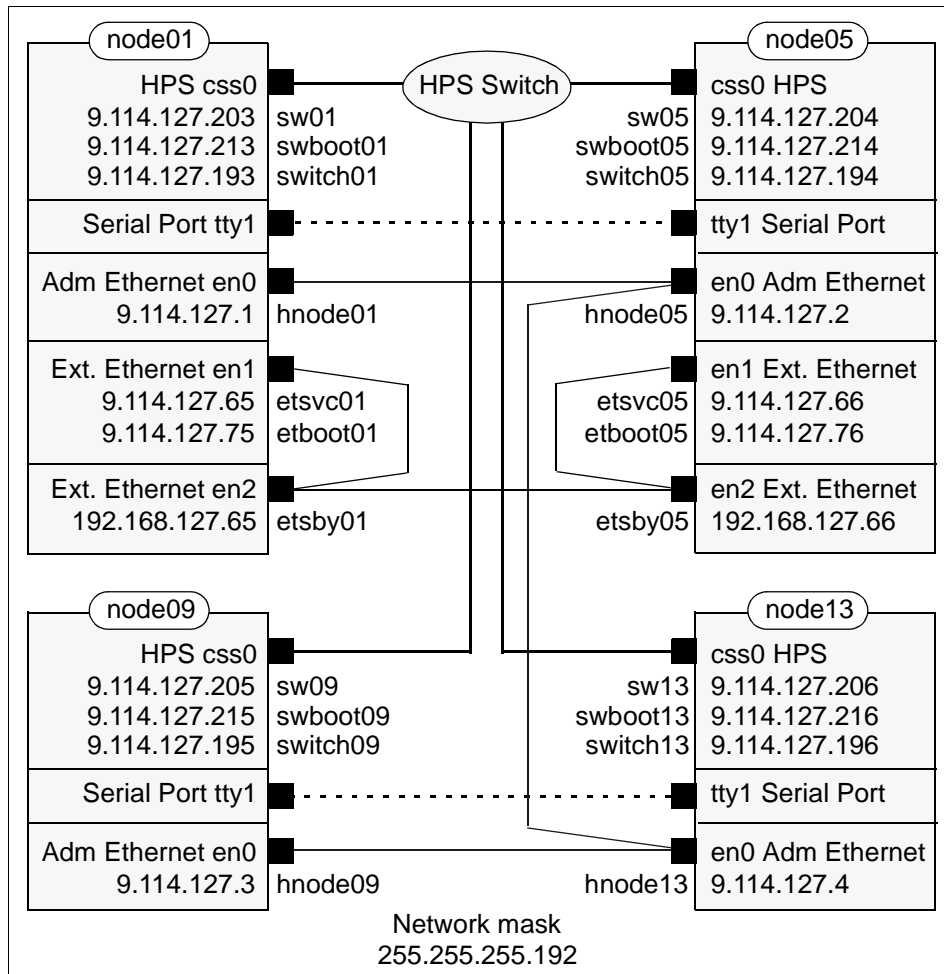 node01
HPS css0
9.114.127.203 sw01
9.114.127.213 swboot01
9.114.127.193 switch01
Serial Port tty1
Adm Ethernet en0
9.114.127.1 hnode01
Ext. Ethernet en1
9.114.127.65 etsvc01
9.114.127.75 etboot01
Ext. Ethernet en2
192.168.127.65 etsby01
HPS Switch
node05
css0 HPS
sw05 9.114.127.204
swboot05 9.114.127.214
switch05 9.114.127.194
tty1 Serial Port
en0 Adm Ethernet
hnode05 9.114.127.2
en1 Ext. Ethernet
etsvc05 9.114.127.66
etboot05 9.114.127.76
en2 Ext. Ethernet
etsby05 192.168.127.66
node09
HPS css0
9.114.127.205 sw09
9.114.127.215 swboot09
9.114.127.195 switch09
Serial Port tty1
Adm Ethernet en0
9.114.127.3 hnode09
node13
css0 HPS
sw13 9.114.127.206
swboot13 9.114.127.216
switch13 9.114.127.196
tty1 Serial Port
en0 Adm Ethernet
hnode13 9.114.127.4
Network mask
255.255.255.192